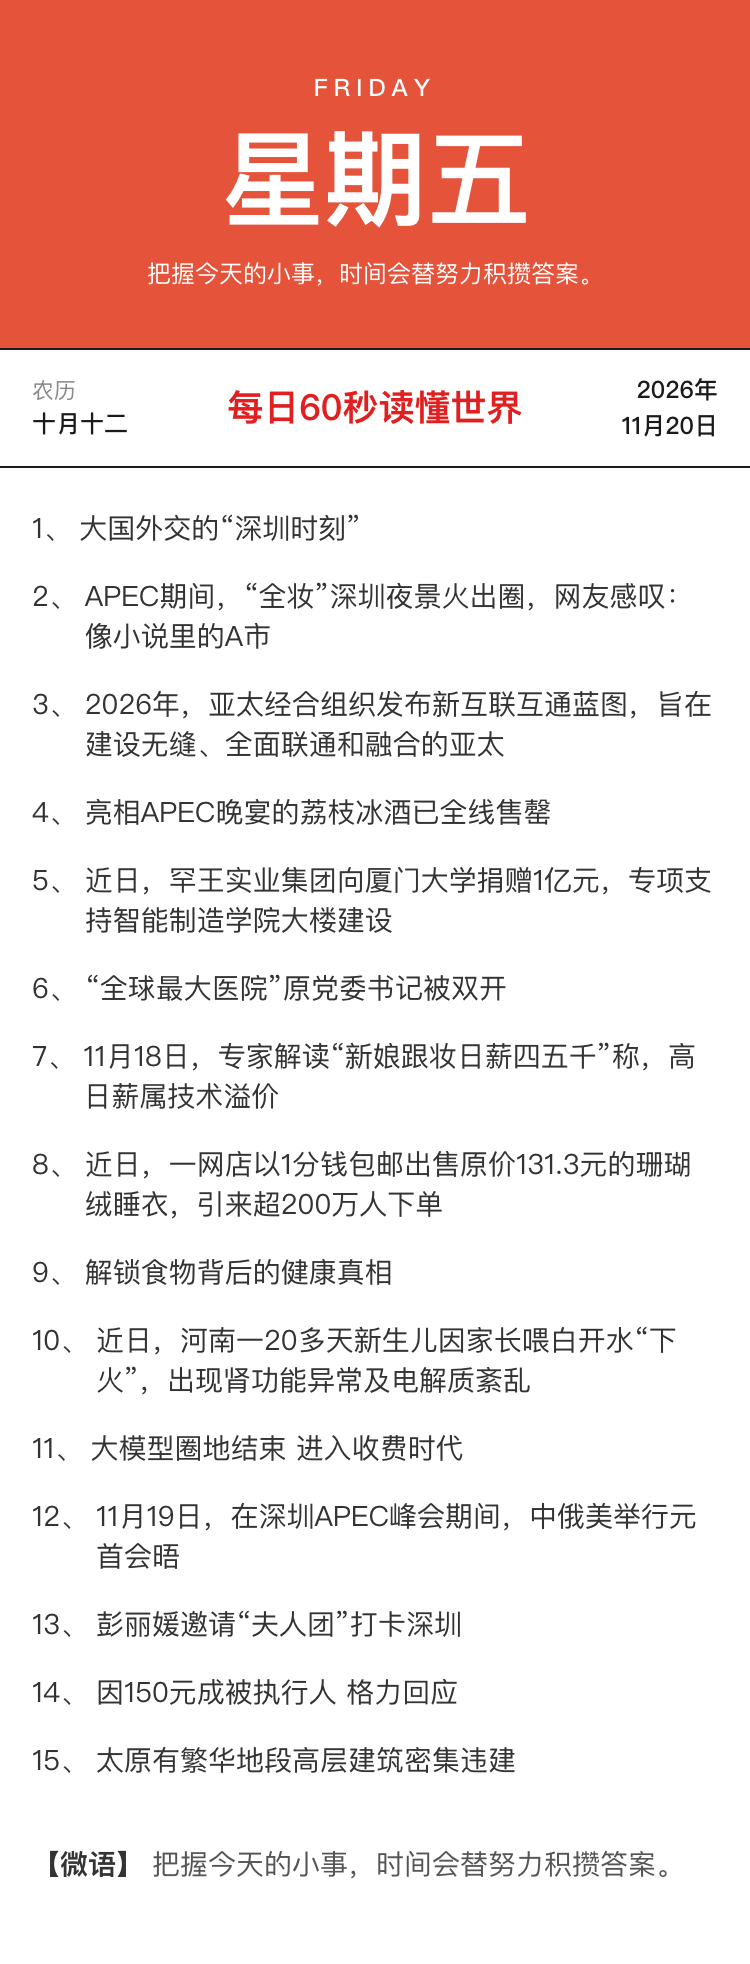 FRIDAY
星期五
把握今天的小事，时间会替努力积攒答案。
农历
十月十二
每日60秒读懂世界
2026年
11月20日
1、 大国外交的“深圳时刻”
2、 APEC期间，“全妆”深圳夜景火出圈，网友感叹：
像小说里的A市
3、 2026年，亚太经合组织发布新互联互通蓝图，旨在
建设无缝、全面联通和融合的亚太
4、 亮相APEC晚宴的荔枝冰酒已全线售罄
5、 近日，罕王实业集团向厦门大学捐赠1亿元，专项支
持智能制造学院大楼建设
6、 “全球最大医院”原党委书记被双开
7、 11月18日，专家解读“新娘跟妆日薪四五千”称，高
日薪属技术溢价
8、 近日，一网店以1分钱包邮出售原价131.3元的珊瑚
绒睡衣，引来超200万人下单
9、 解锁食物背后的健康真相
10、 近日，河南一20多天新生儿因家长喂白开水“下
火”，出现肾功能异常及电解质紊乱
11、 大模型圈地结束 进入收费时代
12、 11月19日，在深圳APEC峰会期间，中俄美举行元
首会晤
13、 彭丽媛邀请“夫人团”打卡深圳
14、 因150元成被执行人 格力回应
15、 太原有繁华地段高层建筑密集违建
【微语】 把握今天的小事，时间会替努力积攒答案。